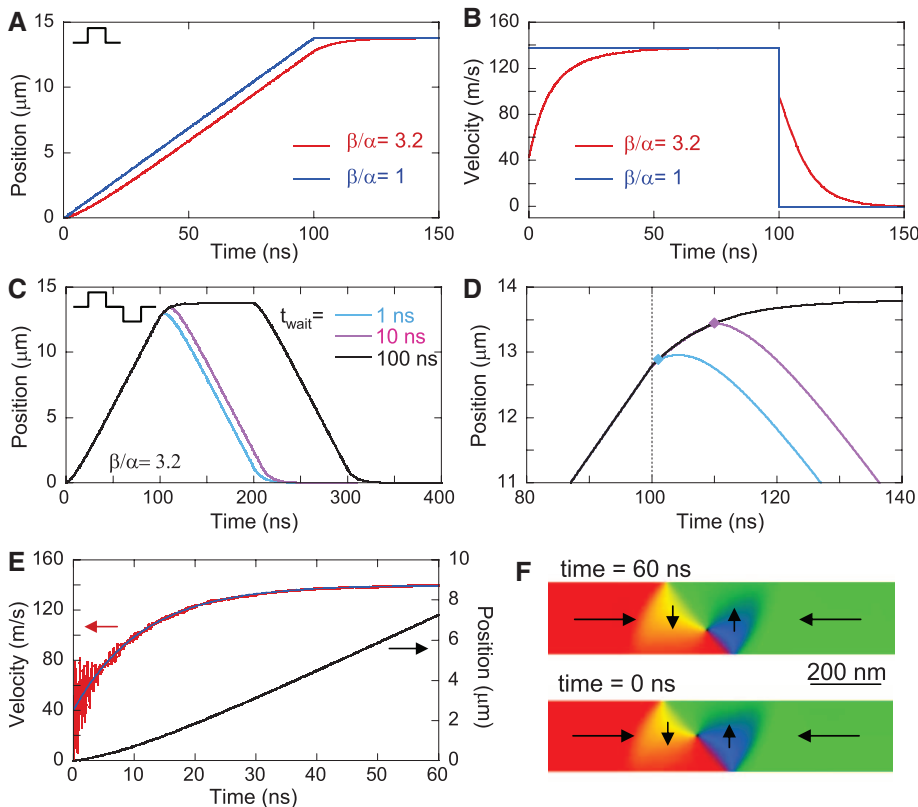 A
Position (μm)
15
10
5
0
β/α= 3.2
β/α= 1
0
50
100
150
Time (ns)
B
Velocity (m/s)
160
120
80
40
0
β/α= 3.2
β/α= 1
0
50
100
150
Time (ns)
C
Position (μm)
15
10
5
0
t_wait=
1 ns
10 ns
100 ns
β/α= 3.2
0
100
200
300
400
Time (ns)
D
Position (μm)
14
13
12
11
80
100
120
140
Time (ns)
E
Velocity (m/s)
160
120
80
40
0
10
8
6
4
2
0
Position (μm)
0
10
20
30
40
50
60
Time (ns)
F
time = 60 ns
200 nm
time = 0 ns